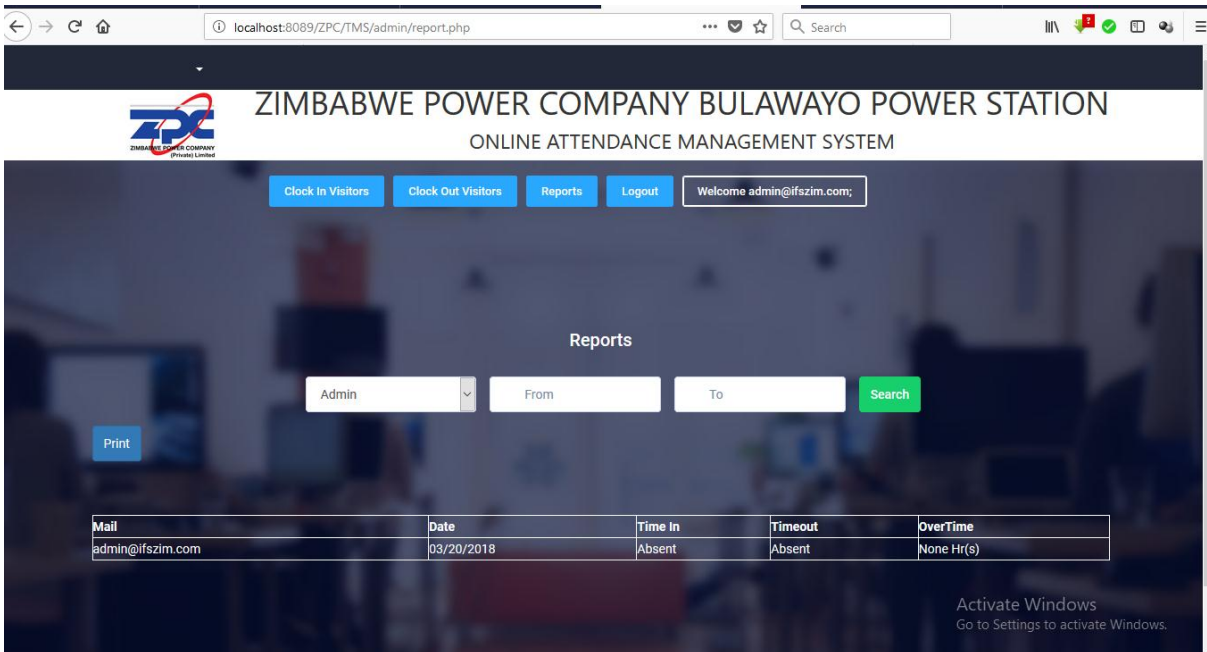 localhost:8089/ZPC/TMS/admin/report.php
Search
ZIMBABWE POWER COMPANY BULAWAYO POWER STATION
ZPC
ZIMBABWE POWER COMPANY
(Private) Limited
ONLINE ATTENDANCE MANAGEMENT SYSTEM
Clock In Visitors Clock Out Visitors Reports Logout Welcome admin@ifszim.com;
Reports
Admin From To Search
Print
Mail Date Time In Timeout OverTime
admin@ifszim.com 03/20/2018 Absent Absent None Hr(s)
Activate Windows
Go to Settings to activate Windows.